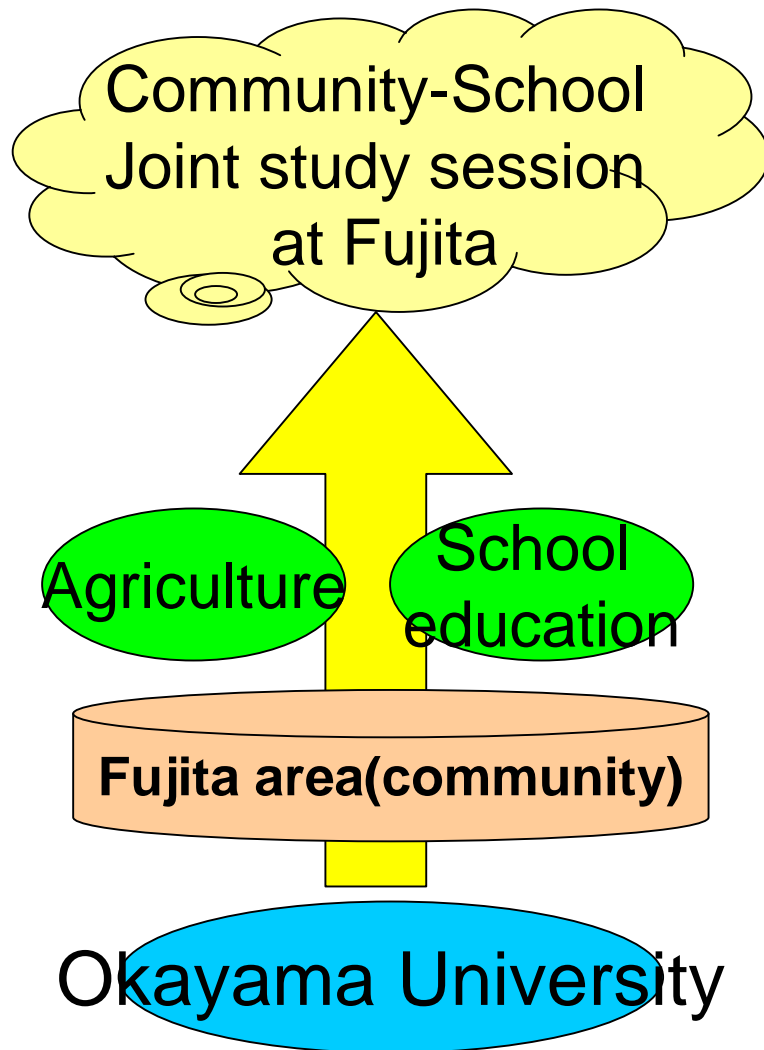 Community-School
Joint study session
at Fujita
Agriculture
School
education
Fujita area(community)
Okayama University